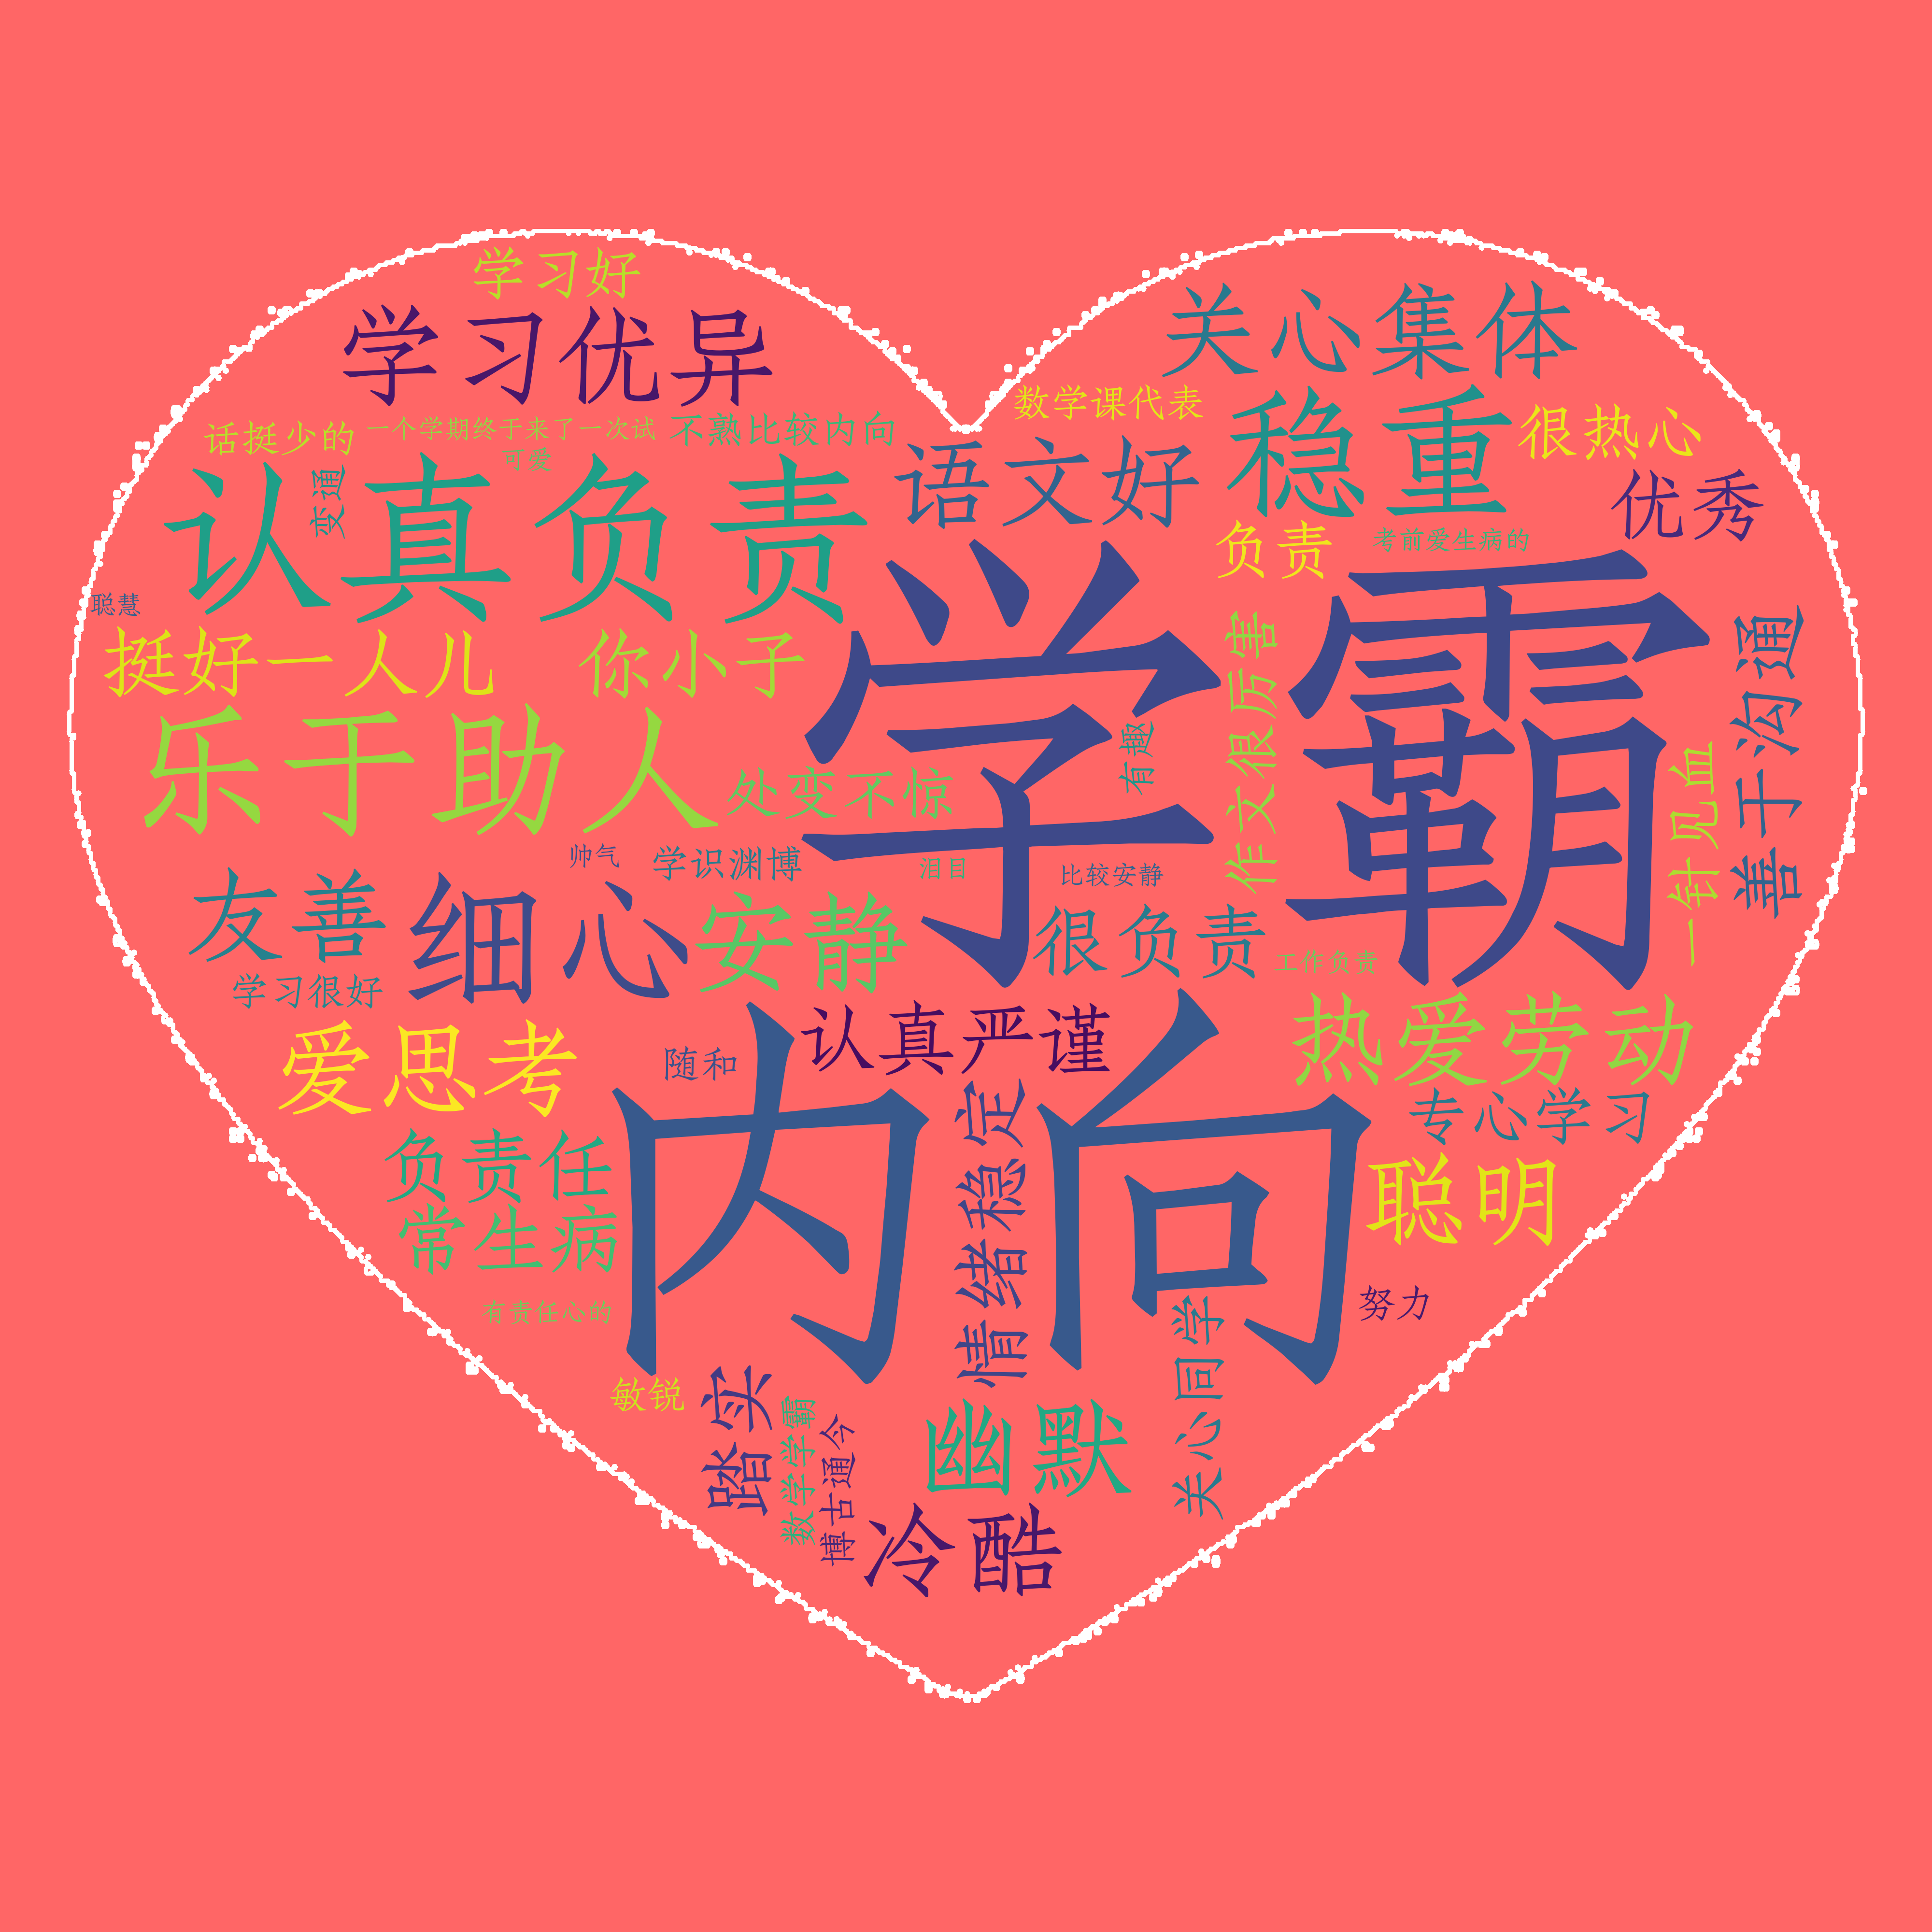 学习好
学习优异
关心集体
数学课代表
稳重
很热心
话挺少的
一个学期终于来了一次试
不熟比较内向
可爱
语文好
优秀
变通
认真负责
负责
考前爱生病的
学霸
聪慧
挺好一人儿
你小子
作文很厉害
善于沟通
乐于助人
处变不惊
有趣
一针见血
帅气
学识渊博
泪目
比较安静
友善
细心
安静
很负责
工作负责
学习很好
认真严谨
热爱劳动
爱思考
随和
内向
情绪稳定
专心学习
负责任
聪明
常生病
有责任心的
努力
关心同学
敏锐
踏实
数学学霸
博古通今
幽默
冷酷